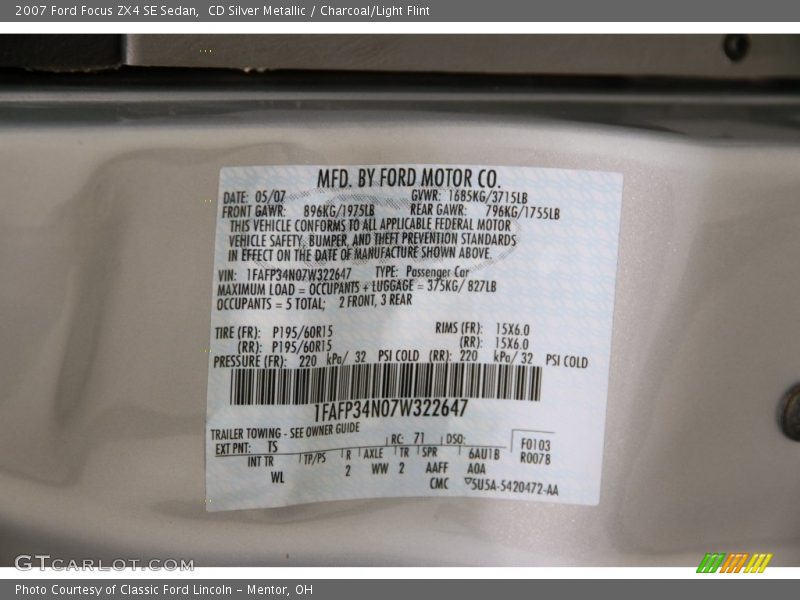 2007 Ford Focus ZX4 SE Sedan,  CD Silver Metallic / Charcoal/Light Flint
MFD. BY FORD MOTOR CO.
DATE: 05/07 GVWR: 1685KG/3715LB
FRONT GAWR: 896KG/1975LB REAR GAWR: 796KG/1755LB
THIS VEHICLE CONFORMS TO ALL APPLICABLE FEDERAL MOTOR
VEHICLE SAFETY, BUMPER, AND THEFT PREVENTION STANDARDS
IN EFFECT ON THE DATE OF MANUFACTURE SHOWN ABOVE.
VIN: 1FAFP34N07W322647 TYPE: Passenger Car
MAXIMUM LOAD = OCCUPANTS + LUGGAGE = 375KG/ 827LB
OCCUPANTS = 5 TOTAL; 2 FRONT, 3 REAR
TIRE (FR): P195/60R15 RIMS (FR): 15X6.0
(RR): P195/60R15 (RR): 15X6.0
PRESSURE (FR): 220 kPa/ 32 PSI COLD (RR): 220 kPa/ 32 PSI COLD
1FAFP34N07W322647
TRAILER TOWING - SEE OWNER GUIDE
EXT PNT: TS RC: 71 DSO: F0103
INT TR TP/PS R AXLE TR SPR 6AU1B R0078
WL 2 WW 2 AAFF AOA
CMC ▽5U5A-5420472-AA
GTCARLOT.COM
Photo Courtesy of Classic Ford Lincoln – Mentor, OH